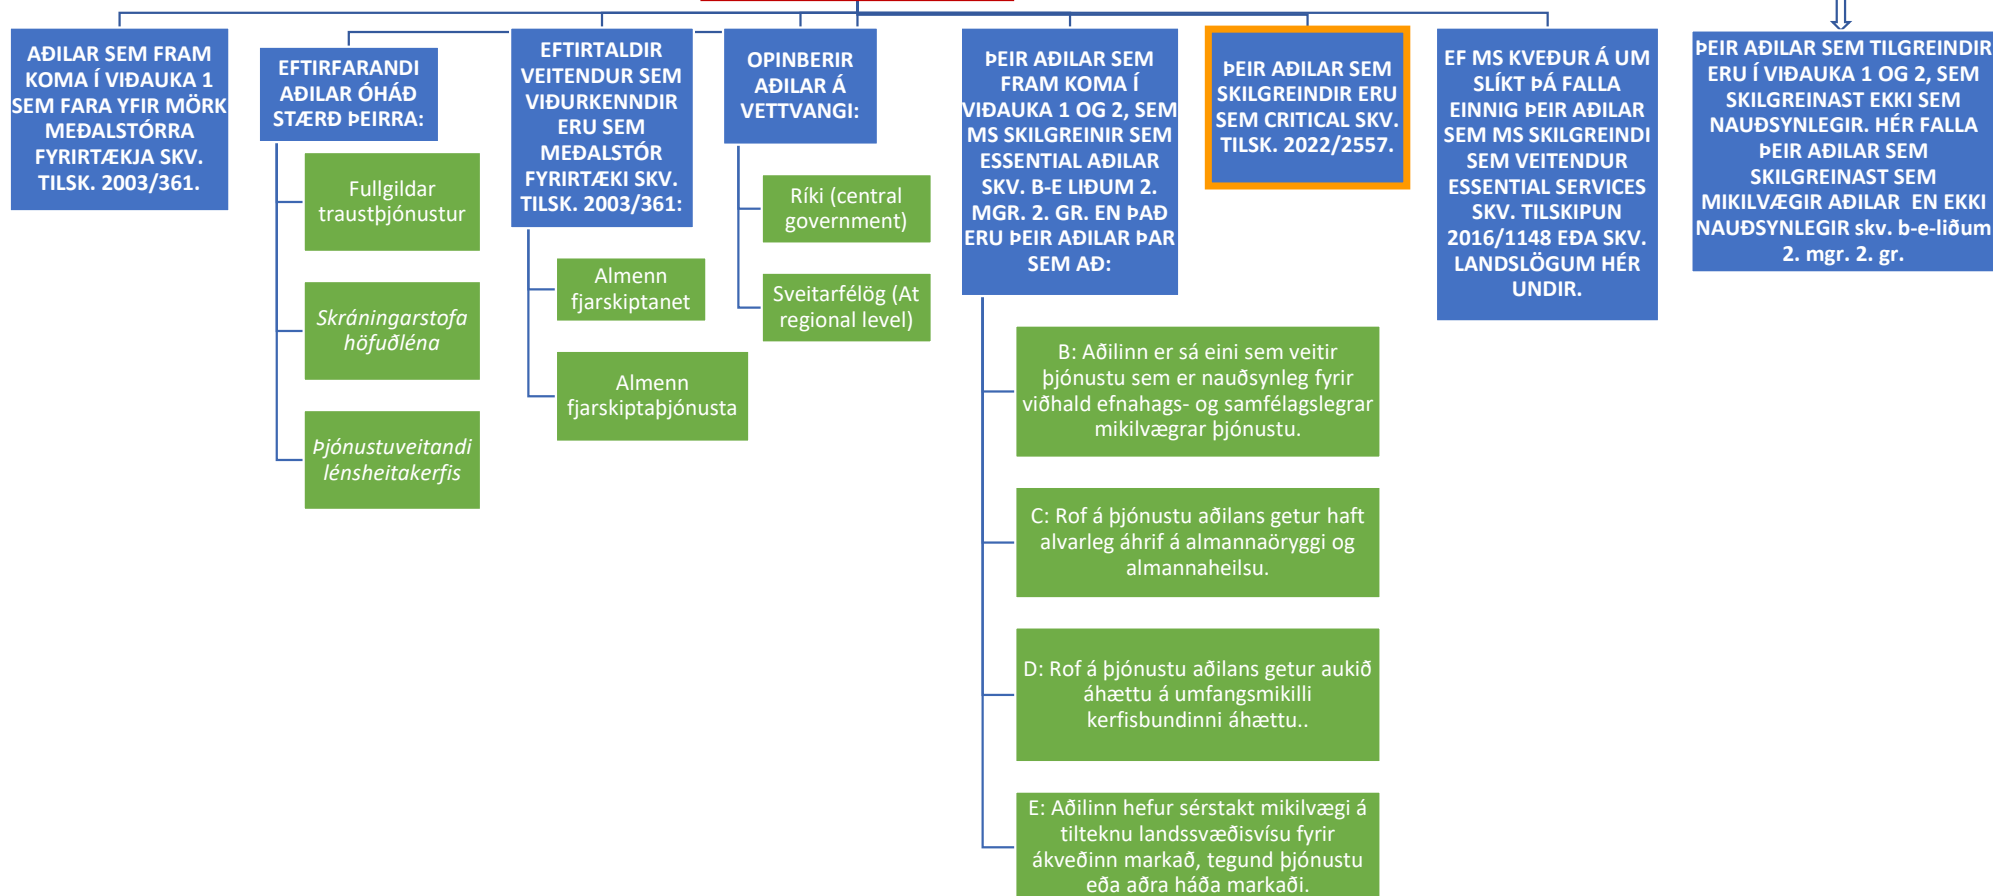 AÐILAR SEM FRAM
KOMA Í VIÐAUKA 1
SEM FARA YFIR MÖRK
MEÐALSTÓRRA
FYRIRTÆKJA SKV.
TILSK. 2003/361.
EFTIRFARANDI
AÐILAR ÓHÁÐ
STÆRÐ ÞEIRRA:
Fullgildar
traustþjónustur
Skráningarstofa
höfuðléna
Þjónustuveitandi
lénsheitakerfis
EFTIRTALDIR
VEITENDUR SEM
VIÐURKENNDIR
ERU SEM
MEÐALSTÓR
FYRIRTÆKI SKV.
TILSK. 2003/361:
Almenn
fjarskiptanet
Almenn
fjarskiptaþjónusta
OPINBERIR
AÐILAR Á
VETTVANGI:
Ríki (central
government)
Sveitarfélög (At
regional level)
ÞEIR AÐILAR SEM
FRAM KOMA Í
VIÐAUKA 1 OG 2, SEM
MS SKILGREINIR SEM
ESSENTIAL AÐILAR
SKV. B-E LIÐUM 2.
MGR. 2. GR. EN ÞAÐ
ERU ÞEIR AÐILAR ÞAR
SEM AÐ:
B: Aðilinn er sá eini sem veitir
þjónustu sem er nauðsynleg fyrir
viðhald efnahags- og samfélagslegrar
mikilvægrar þjónustu.
C: Rof á þjónustu aðilans getur haft
alvarleg áhrif á almannaöryggi og
almannaheilsu.
D: Rof á þjónustu aðilans getur aukið
áhættu á umfangsmikilli
kerfisbundinni áhættu..
E: Aðilinn hefur sérstakt mikilvægi á
tilteknu landssvæðisvísu fyrir
ákveðinn markað, tegund þjónustu
eða aðra háða markaði.
ÞEIR AÐILAR SEM
SKILGREINDIR ERU
SEM CRITICAL SKV.
TILSK. 2022/2557.
EF MS KVEÐUR Á UM
SLÍKT ÞÁ FALLA
EINNIG ÞEIR AÐILAR
SEM MS SKILGREINDI
SEM VEITENDUR
ESSENTIAL SERVICES
SKV. TILSKIPUN
2016/1148 EÐA SKV.
LANDSLÖGUM HÉR
UNDIR.
ÞEIR AÐILAR SEM TILGREINDIR
ERU Í VIÐAUKA 1 OG 2, SEM
SKILGREINAST EKKI SEM
NAUÐSYNLEGIR. HÉR FALLA
ÞEIR AÐILAR SEM
SKILGREINAST SEM
MIKILVÆGIR AÐILAR EN EKKI
NAUÐSYNLEGIR skv. b-e-liðum
2. mgr. 2. gr.